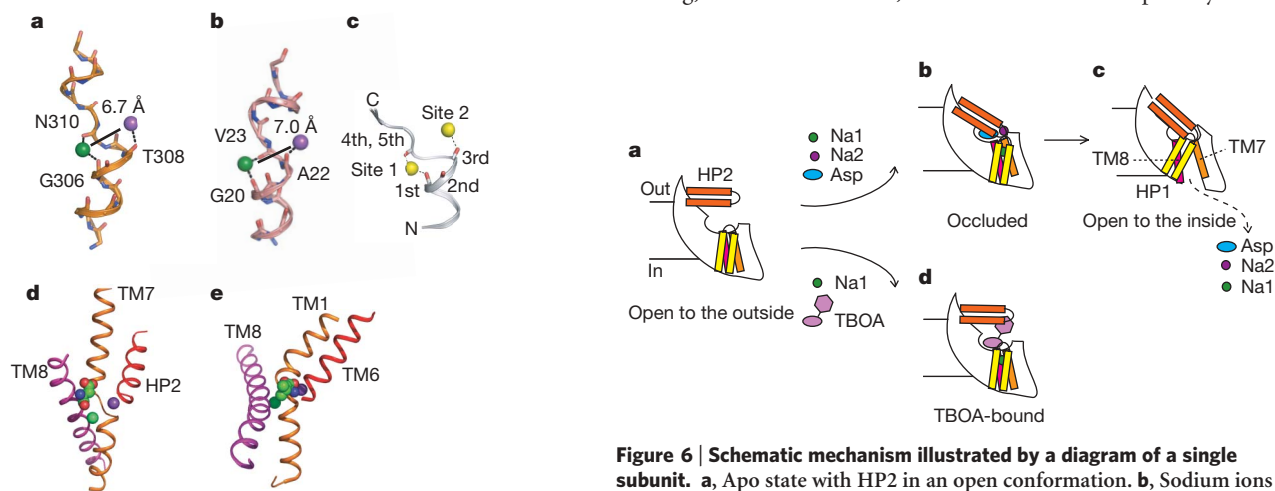 a
b
c
6.7 Å
N310
T308
G306
7.0 Å
V23
A22
G20
C
Site 2
4th, 5th
3rd
Site 1
1st
2nd
N
d
TM7
TM8
HP2
e
TM1
TM8
TM6
a
HP2
Out
In
Open to the outside
Na1
Na2
Asp
Na1
TBOA
b
Occluded
c
TM8
TM7
HP1
Open to the inside
Asp
Na2
Na1
d
TBOA-bound
Figure 6 | Schematic mechanism illustrated by a diagram of a single
subunit. a, Apo state with HP2 in an open conformation. b, Sodium ions